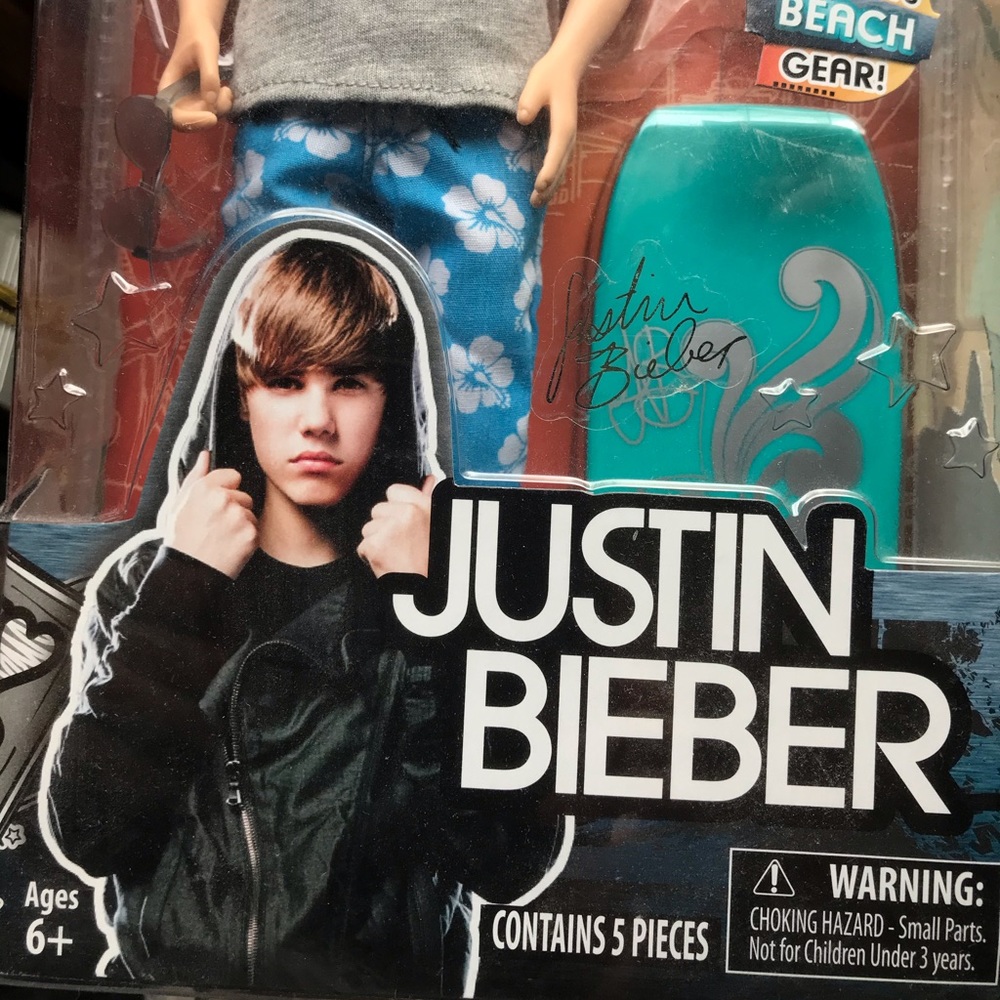 BEACH
GEAR!
Justin
Bieber
JUSTIN
BIEBER
Ages
6+
CONTAINS 5 PIECES
WARNING:
CHOKING HAZARD - Small Parts.
Not for Children Under 3 years.